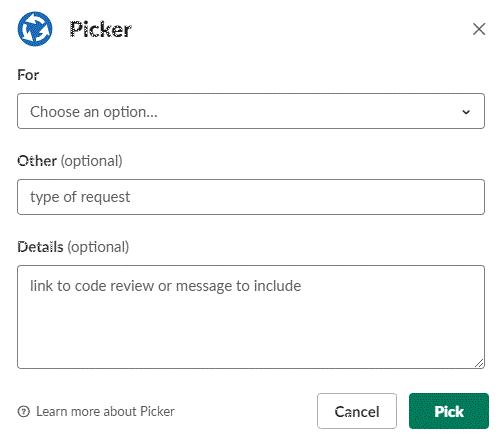 Picker
For
Choose an option...
Other (optional)
type of request
Details (optional)
link to code review or message to include
Learn more about Picker
Cancel
Pick